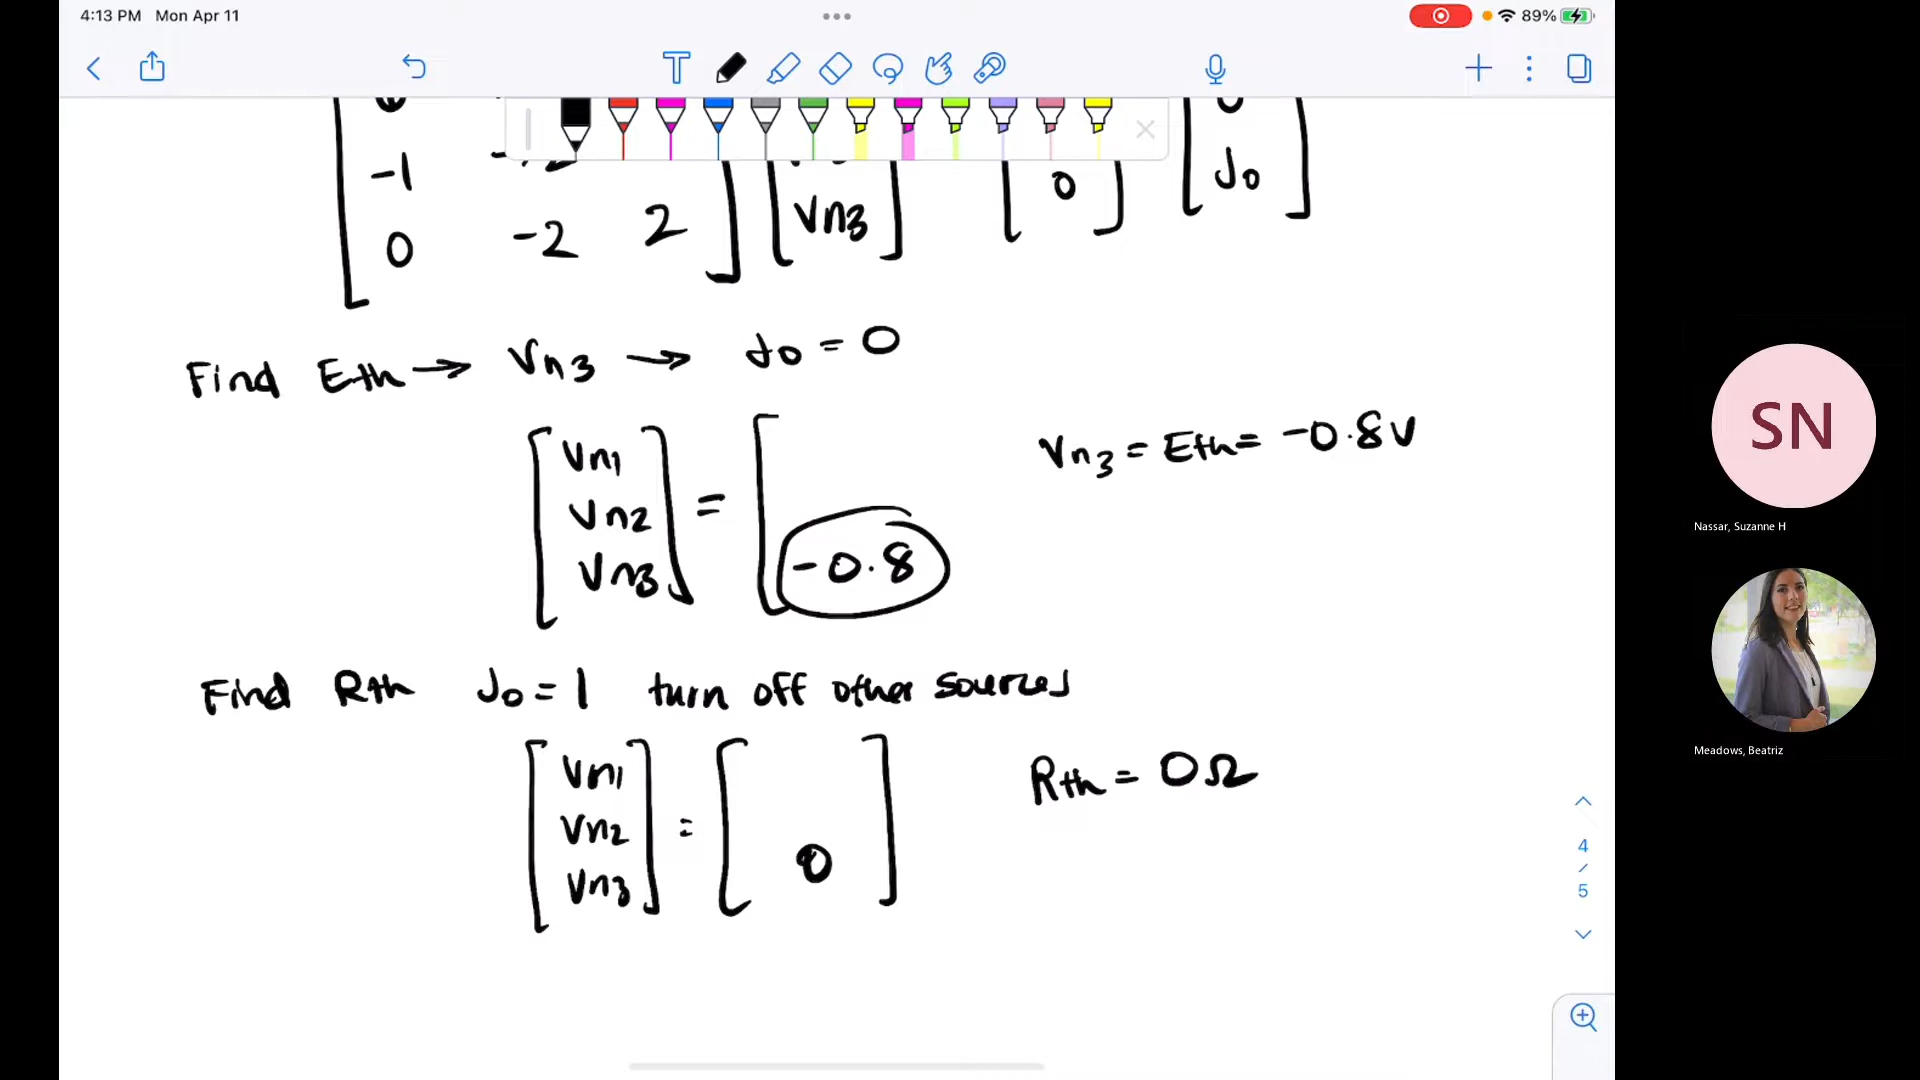 4:13 PM Mon Apr 11
89%
-1
0 -2 2
Vn3
0
Jo
Find Eth → Vn3 → Jo = 0
Vn1
Vn2
Vn3
=
-0.8
Vn3 = Eth = -0.8V
Find Rth Jo = 1 turn off other sources
Vn1
Vn2
Vn3
=
0
Rth = 0Ω
SN
Nassar, Suzanne H
Meadows, Beatriz
4
/
5